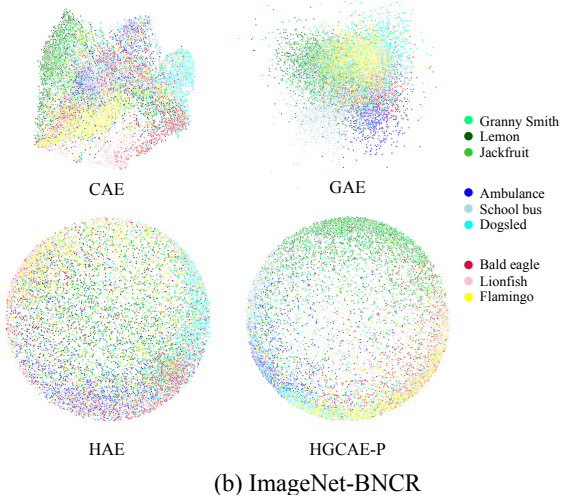 CAE
GAE
Granny Smith
Lemon
Jackfruit
Ambulance
School bus
Dogsled
Bald eagle
Lionfish
Flamingo
HAE
HGCAE-P
(b) ImageNet-BNCR